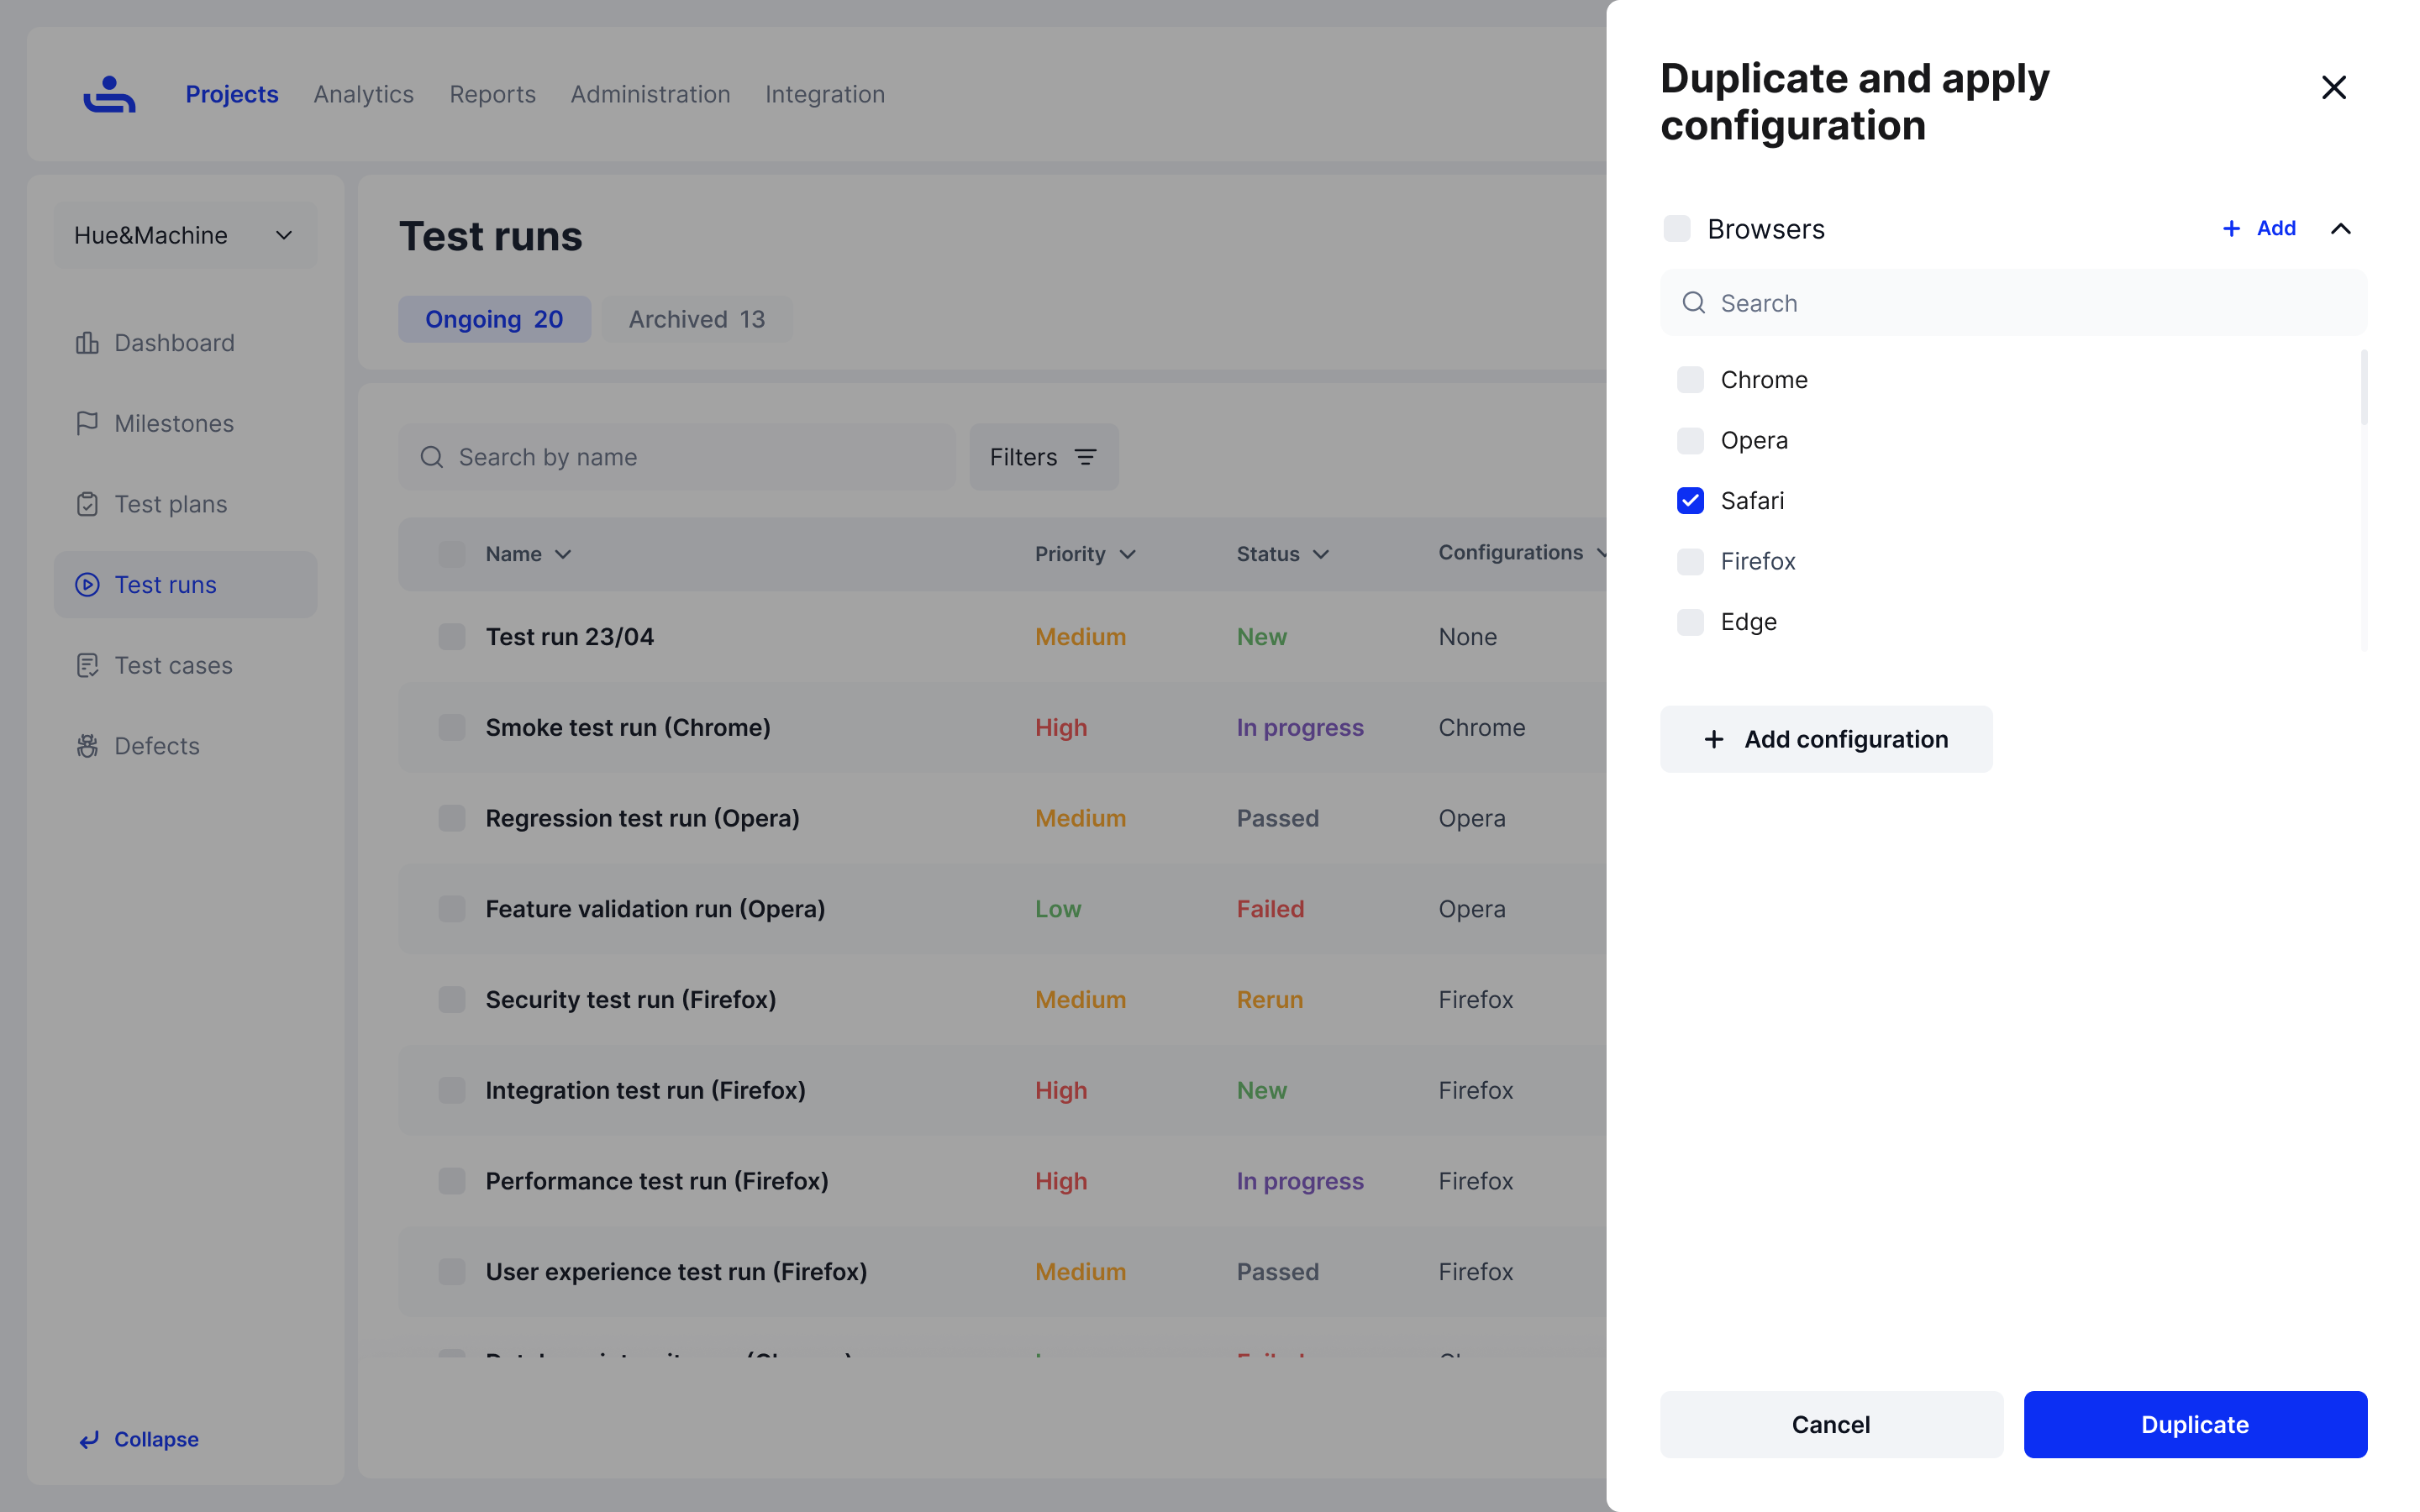 Projects Analytics Reports Administration Integration
Hue&Machine
Dashboard
Milestones
Test plans
Test runs
Test cases
Defects
Collapse
Test runs
Ongoing 20 Archived 13
Search by name Filters
Name Priority Status Configurations
Test run 23/04 Medium New None
Smoke test run (Chrome) High In progress Chrome
Regression test run (Opera) Medium Passed Opera
Feature validation run (Opera) Low Failed Opera
Security test run (Firefox) Medium Rerun Firefox
Integration test run (Firefox) High New Firefox
Performance test run (Firefox) High In progress Firefox
User experience test run (Firefox) Medium Passed Firefox
Duplicate and apply
configuration
Browsers + Add
Search
Chrome
Opera
Safari
Firefox
Edge
+ Add configuration
Cancel Duplicate